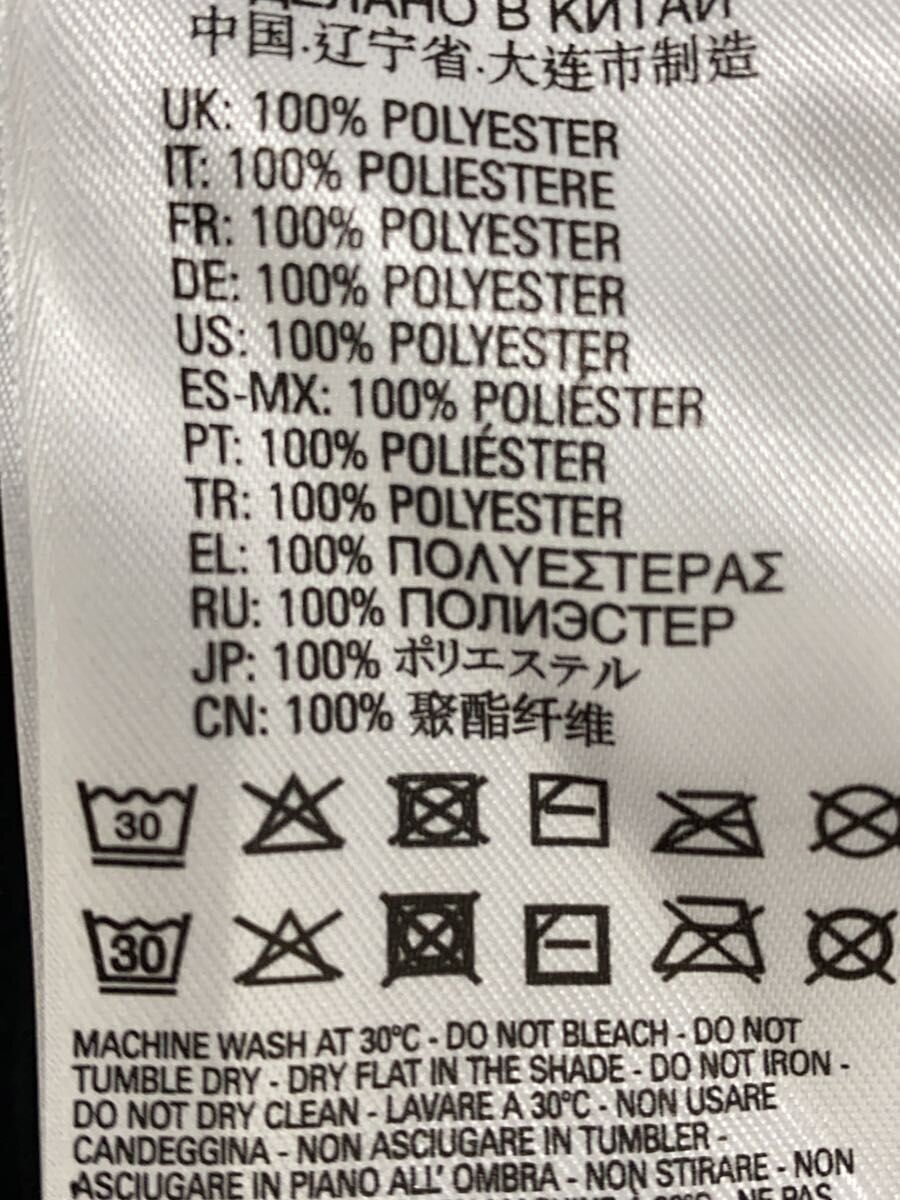 В КИТАЙ
中国.辽宁省.大连市制造
UK: 100% POLYESTER
IT: 100% POLIESTERE
FR: 100% POLYESTER
DE: 100% POLYESTER
US: 100% POLYESTER
ES-MX: 100% POLIÉSTER
PT: 100% POLIÉSTER
TR: 100% POLYESTER
EL: 100% ΠΟΛΥΕΣΤΕΡΑΣ
RU: 100% ПОЛИЭСТЕР
JP: 100% ポリエステル
CN: 100% 聚酯纤维
30
30
MACHINE WASH AT 30°C - DO NOT BLEACH - DO NOT
TUMBLE DRY - DRY FLAT IN THE SHADE - DO NOT IRON -
DO NOT DRY CLEAN - LAVARE A 30°C - NON USARE
CANDEGGINA - NON ASCIUGARE IN TUMBLER -
ASCIUGARE IN PIANO ALL' OMBRA - NON STIRARE - NON